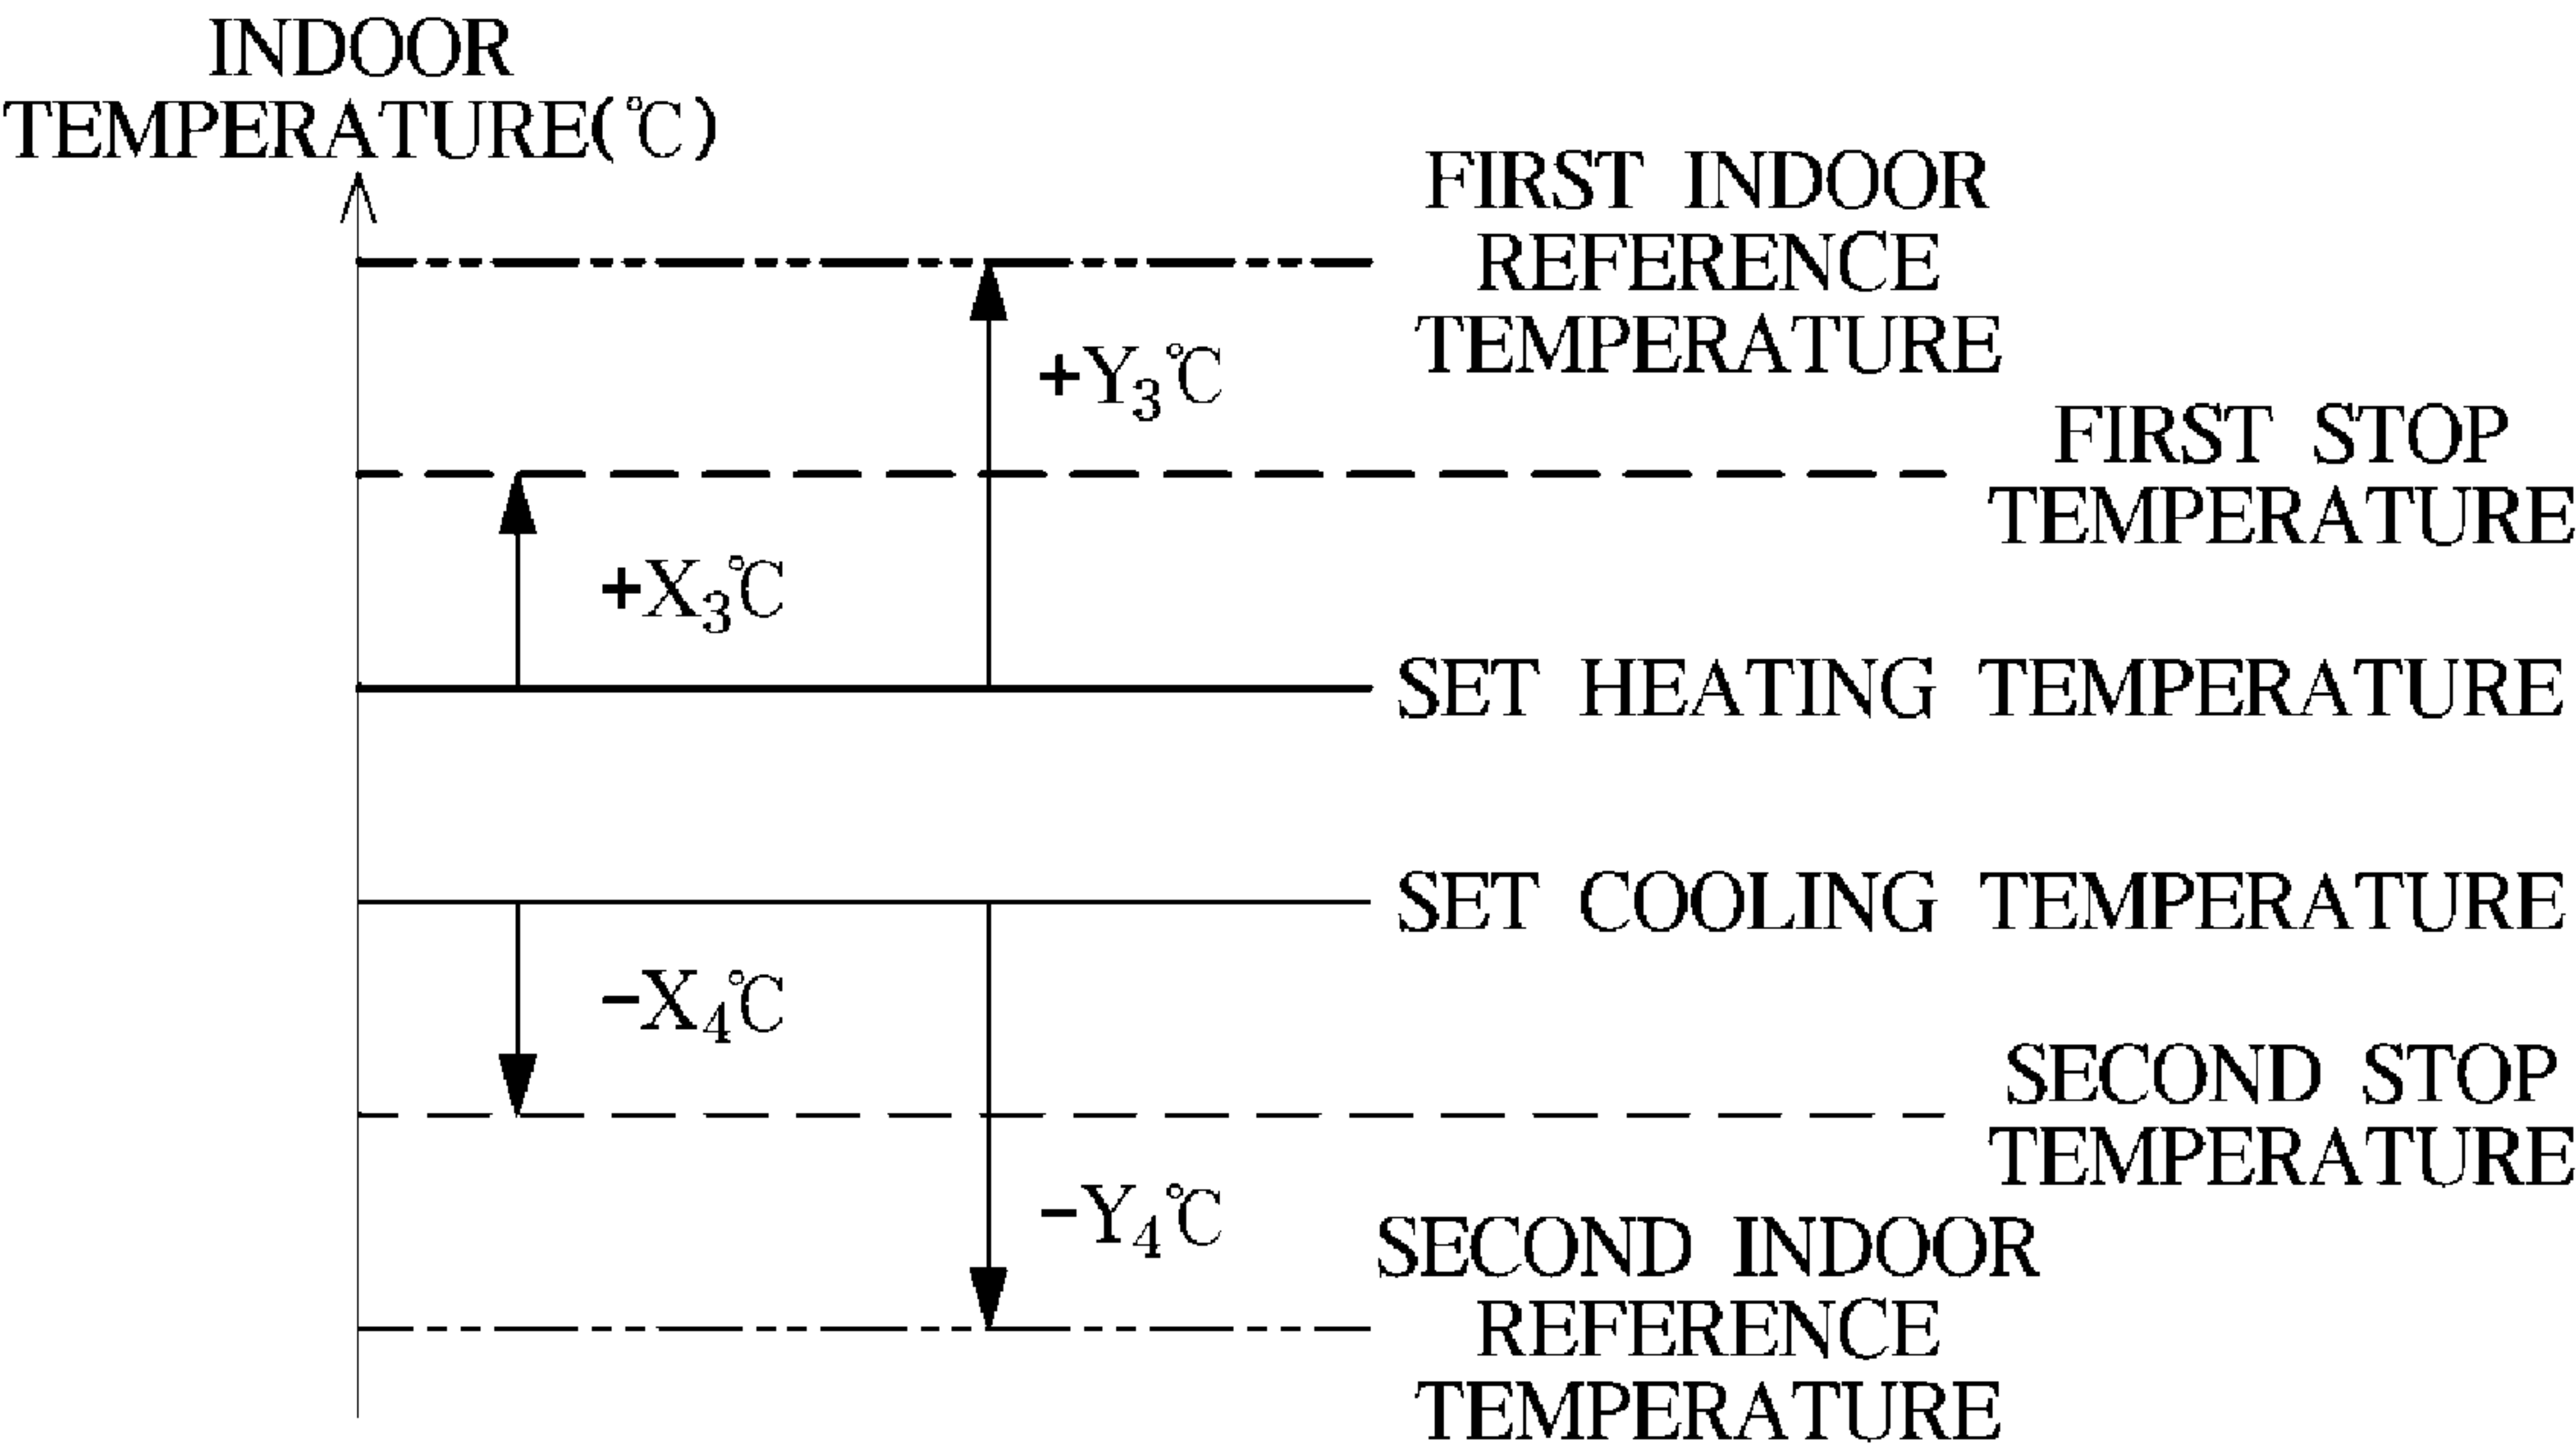 INDOOR
TEMPERATURE(℃)
FIRST INDOOR
REFERENCE
TEMPERATURE
+Y₃℃
FIRST STOP
TEMPERATURE
+X₃℃
SET HEATING TEMPERATURE
SET COOLING TEMPERATURE
-X₄℃
SECOND STOP
TEMPERATURE
-Y₄℃
SECOND INDOOR
REFERENCE
TEMPERATURE